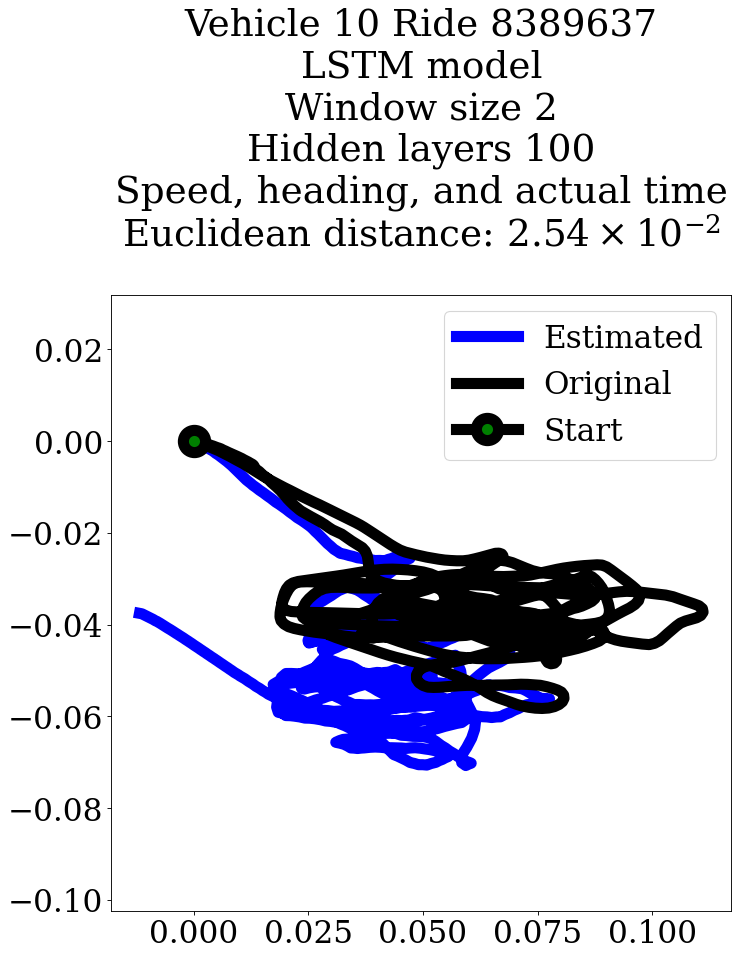 Vehicle 10 Ride 8389637
LSTM model
Window size 2
Hidden layers 100
Speed, heading, and actual time
Euclidean distance: 2.54 × 10⁻²
Estimated
Original
Start
0.02
0.00
−0.02
−0.04
−0.06
−0.08
−0.10
0.000 0.025 0.050 0.075 0.100